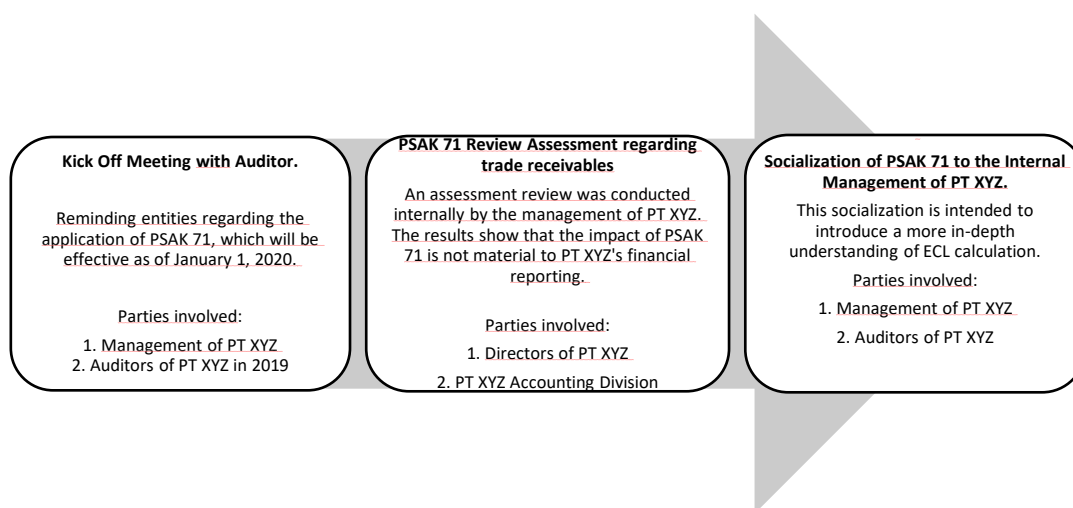 Kick Off Meeting with Auditor.
Reminding entities regarding the
application of PSAK 71, which will be
effective as of January 1, 2020.
Parties involved:
1. Management of PT XYZ
2. Auditors of PT XYZ in 2019
PSAK 71 Review Assessment regarding
trade receivables
An assessment review was conducted
internally by the management of PT XYZ.
The results show that the impact of PSAK
71 is not material to PT XYZ's financial
reporting.
Parties involved:
1. Directors of PT XYZ
2. PT XYZ Accounting Division
Socialization of PSAK 71 to the Internal
Management of PT XYZ.
This socialization is intended to
introduce a more in-depth
understanding of ECL calculation.
Parties involved:
1. Management of PT XYZ
2. Auditors of PT XYZ